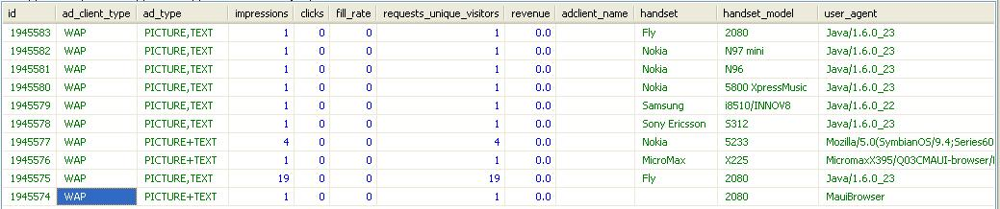 id ad_client_type ad_type impressions clicks fill_rate requests_unique_visitors revenue adclient_name handset handset_model user_agent
1945583 WAP PICTURE,TEXT 1 0 0 1 0.0 Fly 2080 Java/1.6.0_23
1945582 WAP PICTURE,TEXT 1 0 0 1 0.0 Nokia N97 mini Java/1.6.0_23
1945581 WAP PICTURE,TEXT 1 0 0 1 0.0 Nokia N96 Java/1.6.0_23
1945580 WAP PICTURE,TEXT 1 0 0 1 0.0 Nokia 5800 XpressMusic Java/1.6.0_23
1945579 WAP PICTURE,TEXT 1 0 0 1 0.0 Samsung i8510/INNOV8 Java/1.6.0_22
1945578 WAP PICTURE,TEXT 1 0 0 1 0.0 Sony Ericsson S312 Java/1.6.0_23
1945577 WAP PICTURE+TEXT 4 0 0 4 0.0 Nokia 5233 Mozilla/5.0(SymbianOS/9.4;Series60
1945576 WAP PICTURE+TEXT 1 0 0 1 0.0 MicroMax X225 MicromaxX395/Q03CMAUI-browser/
1945575 WAP PICTURE,TEXT 19 0 0 19 0.0 Fly 2080 Java/1.6.0_23
1945574 WAP PICTURE+TEXT 1 0 0 1 0.0 2080 MauiBrowser